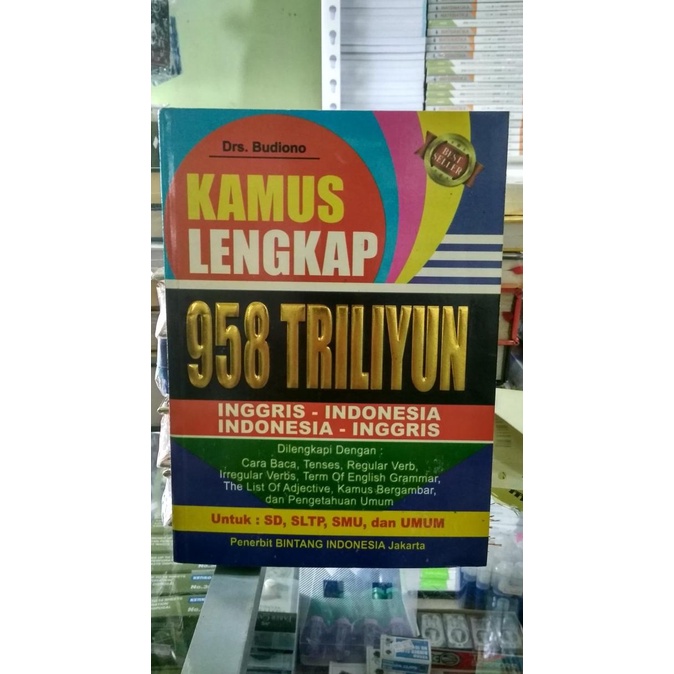 Drs. Budiono
BEST
SELLER
KAMUS
LENGKAP
958 TRILIYUN
INGGRIS - INDONESIA
INDONESIA - INGGRIS
Dilengkapi Dengan :
Cara Baca, Tenses, Regular Verb,
Irregular Verbs, Term Of English Grammar,
The List Of Adjective, Kamus Bergambar,
dan Pengetahuan Umum
Untuk : SD, SLTP, SMU, dan UMUM
Penerbit BINTANG INDONESIA Jakarta